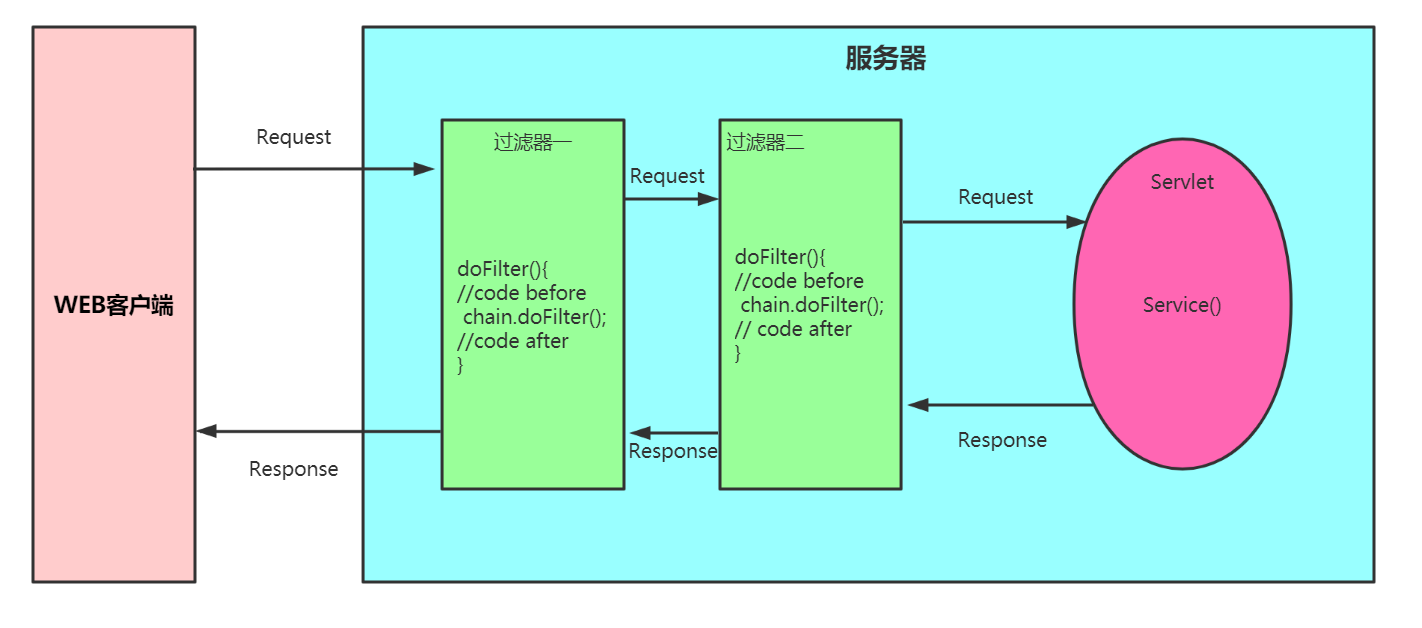 服务器
WEB客户端
Request
过滤器一
doFilter(){
//code before
chain.doFilter();
//code after
}
Request
过滤器二
doFilter(){
//code before
chain.doFilter();
// code after
}
Request
Servlet
Service()
Response
Response
Response